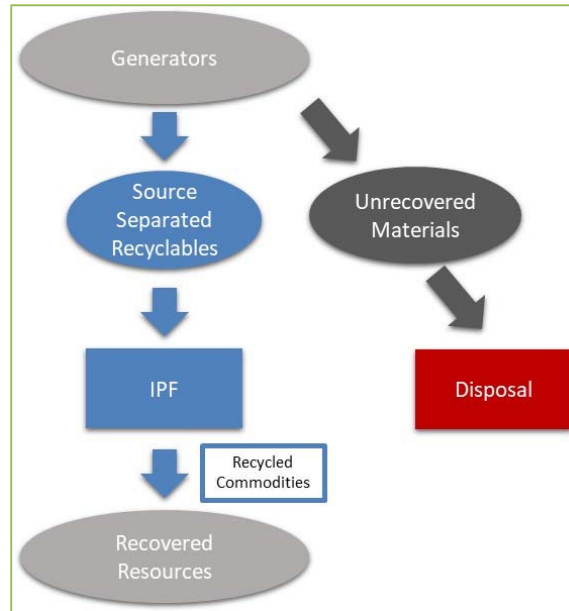 Generators
Source
Separated
Recyclables
Unrecovered
Materials
IPF
Disposal
Recycled
Commodities
Recovered
Resources